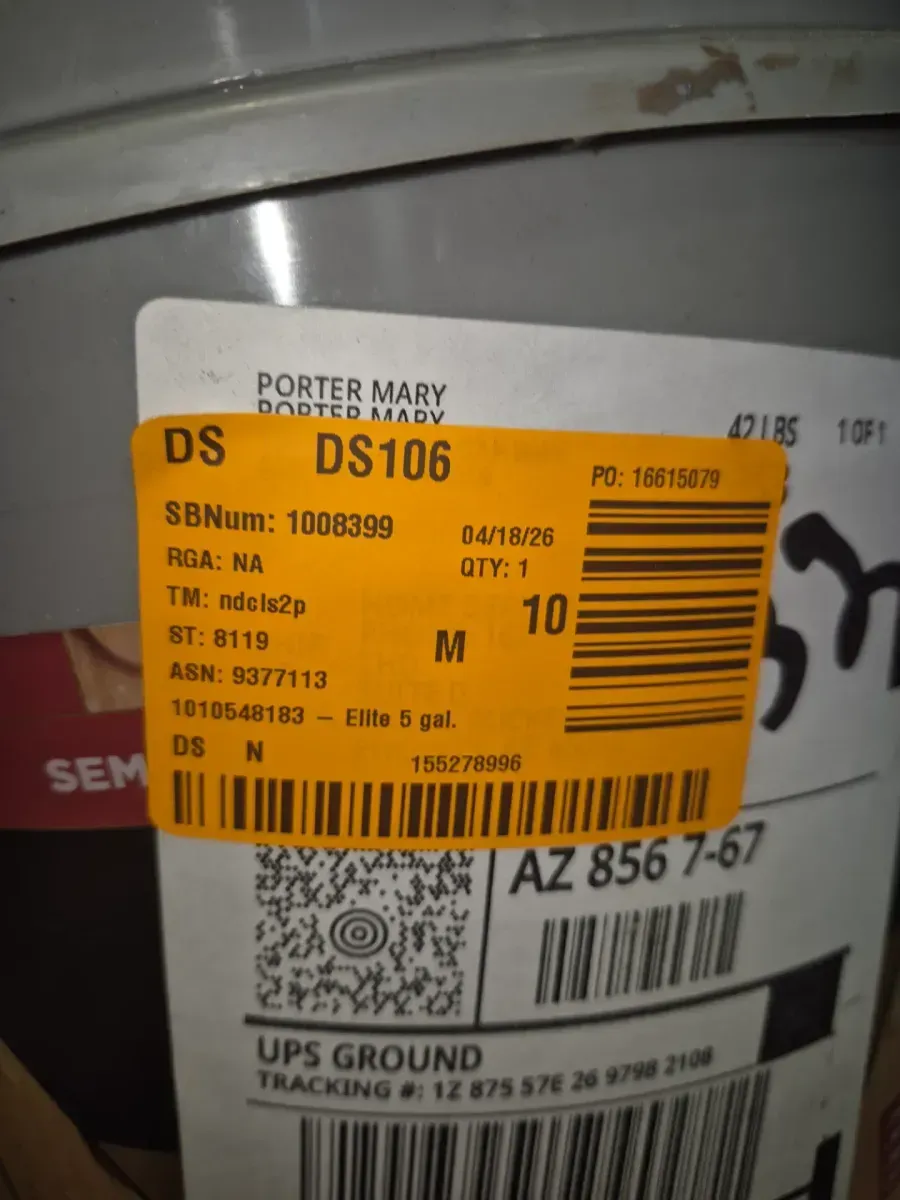 PORTER MARY
PORTER MARY
42 LBS 1 OF 1
DS DS106
PO: 16615079
SBNum: 1008399 04/18/26
RGA: NA QTY: 1
TM: ndcls2p 10
ST: 8119 M
ASN: 9377113
1010548183 – Elite 5 gal.
DS N 155278996
SEM
AZ 856 7-67
UPS GROUND
TRACKING #: 1Z 875 57E 26 9798 2108